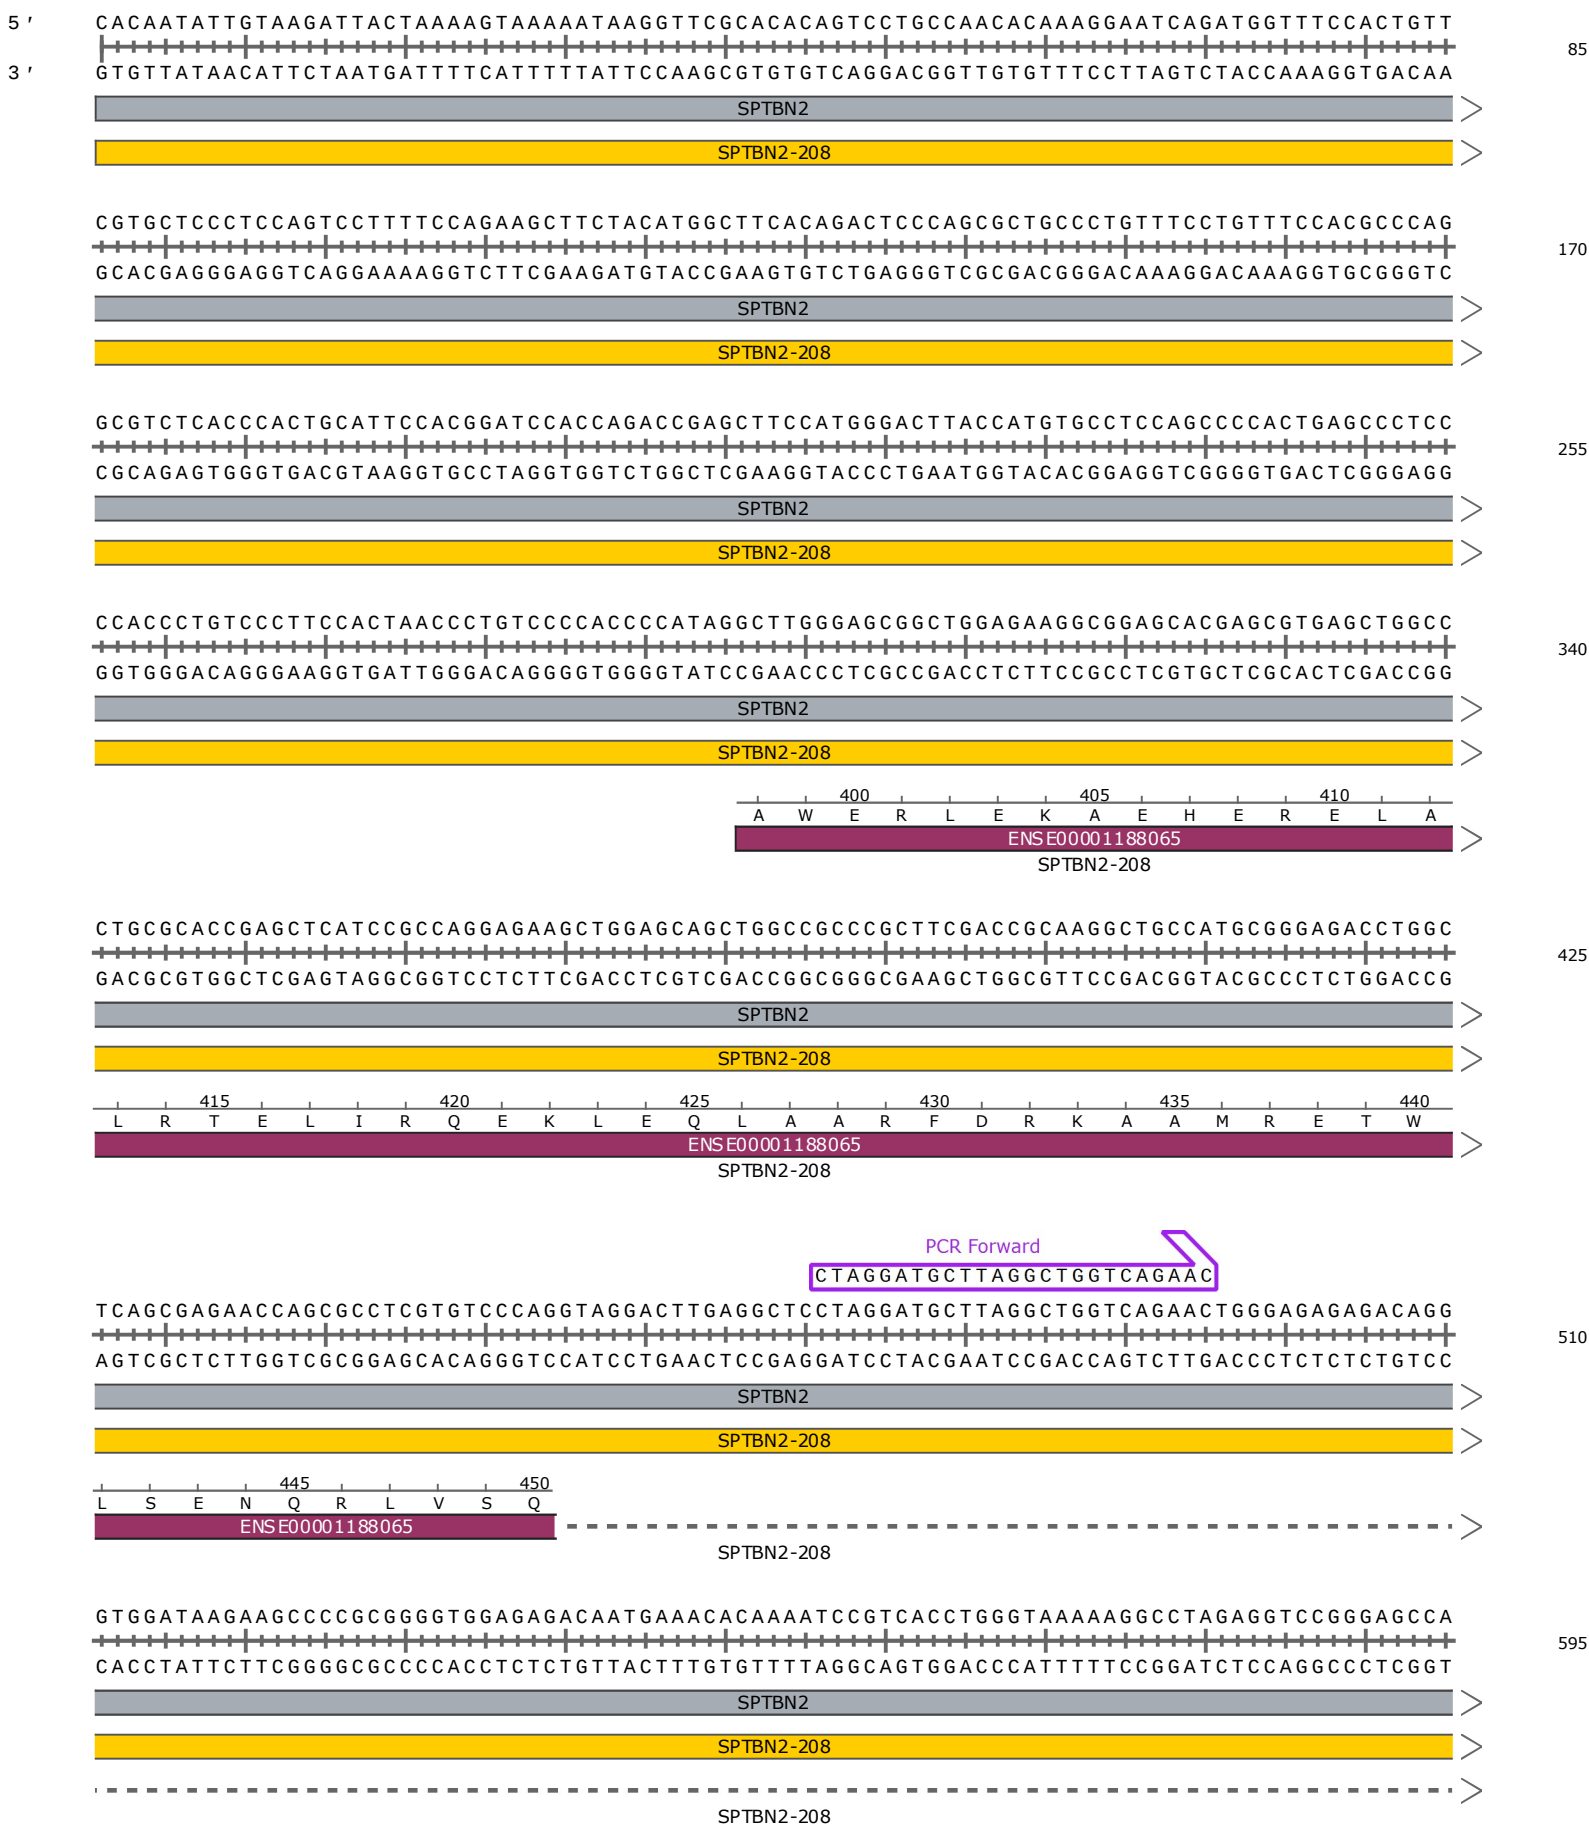 5 ′ CACAATATTGTAAGATTACTAAAAGTAAAAATAAGGTTCGCACACAGTCCTGCCAACACAAAGGAATCAGATGGTTTCCACTGTT
85
3 ′ GTGTTATAACATTCTAATGATTTTCATTTTTATTCCAAGCGTGTGTCAGGACGGTTGTGTTTCCTTAGTCTACCAAAGGTGACAA
SPTBN2
SPTBN2-208
CGTGCTCCCTCCAGTCCTTTTCCAGAAGCTTCTACATGGCTTCACAGACTCCCAGCGCTGCCCTGTTTCCTGTTTCCACGCCCAG
170
GCACGAGGGAGGTCAGGAAAAGGTCTTCGAAGATGTACCGAAGTGTCTGAGGGTCGCGACGGGACAAAGGACAAAGGTGCGGGTC
SPTBN2
SPTBN2-208
GCGTCTCACCCACTGCATTCCACGGATCCACCAGACCGAGCTTCCATGGGACTTACCATGTGCCTCCAGCCCCACTGAGCCCTCC
255
CGCAGAGTGGGTGACGTAAGGTGCCTAGGTGGTCTGGCTCGAAGGTACCCTGAATGGTACACGGAGGTCGGGGTGACTCGGGAGG
SPTBN2
SPTBN2-208
CCACCCTGTCCCTTCCACTAACCCTGTCCCCACCCCATAGGCTTGGGAGCGGCTGGAGAAGGCGGAGCACGAGCGTGAGCTGGCC
340
GGTGGGACAGGGAAGGTGATTGGGACAGGGGTGGGGTATCCGAACCCTCGCCGACCTCTTCCGCCTCGTGCTCGCACTCGACCGG
SPTBN2
SPTBN2-208
400 405 410
A W E R L E K A E H E R E L A
ENSE00001188065
SPTBN2-208
CTGCGCACCGAGCTCATCCGCCAGGAGAAGCTGGAGCAGCTGGCCGCCCGCTTCGACCGCAAGGCTGCCATGCGGGAGACCTGGC
425
GACGCGTGGCTCGAGTAGGCGGTCCTCTTCGACCTCGTCGACCGGCGGGCGAAGCTGGCGTTCCGACGGTACGCCCTCTGGACCG
SPTBN2
SPTBN2-208
415 420 425 430 435 440
L R T E L I R Q E K L E Q L A A R F D R K A A M R E T W
ENSE00001188065
SPTBN2-208
PCR Forward
CTAGGATGCTTAGGCTGGTCAGAAC
TCAGCGAGAACCAGCGCCTCGTGTCCCAGGTAGGACTTGAGGCTCCTAGGATGCTTAGGCTGGTCAGAACTGGGAGAGAGACAGG
510
AGTCGCTCTTGGTCGCGGAGCACAGGGTCCATCCTGAACTCCGAGGATCCTACGAATCCGACCAGTCTTGACCCTCTCTCTGTCC
SPTBN2
SPTBN2-208
445 450
L S E N Q R L V S Q
ENSE00001188065
SPTBN2-208
GTGGATAAGAAGCCCCGCGGGGTGGAGAGACAATGAAACACAAAATCCGTCACCTGGGTAAAAAGGCCTAGAGGTCCGGGAGCCA
595
CACCTATTCTTCGGGGCGCCCCACCTCTCTGTTACTTTGTGTTTTAGGCAGTGGACCCATTTTTCCGGATCTCCAGGCCCTCGGT
SPTBN2
SPTBN2-208
SPTBN2-208